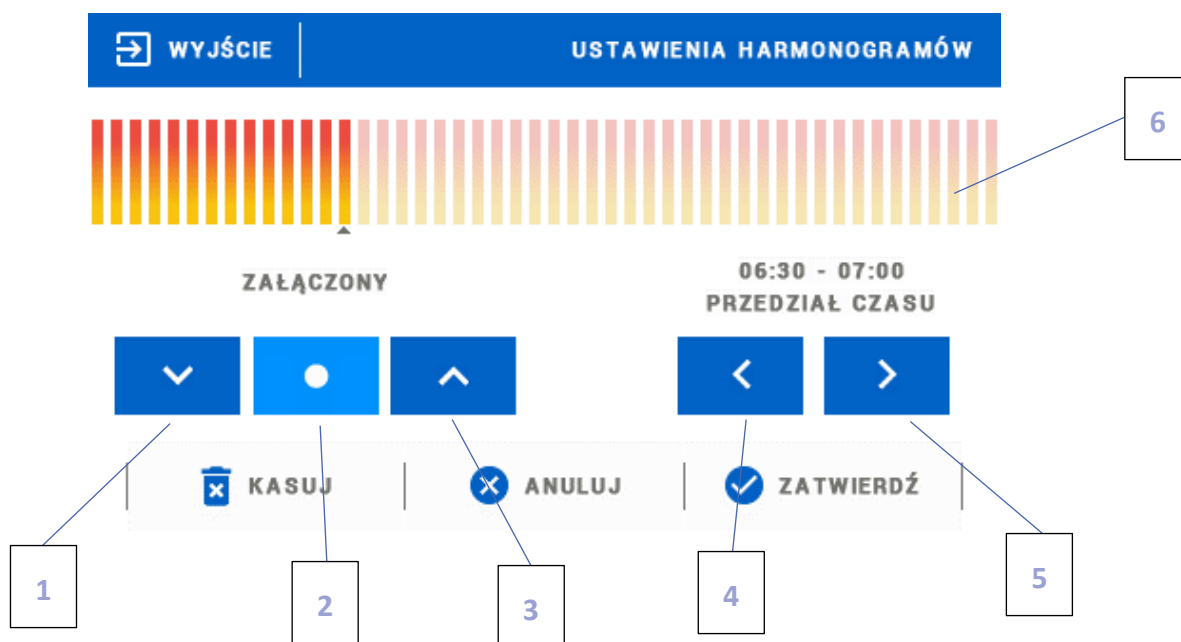 WYJŚCIE
USTAWIENIA HARMONOGRAMÓW
6
ZAŁĄCZONY
06:30 - 07:00
PRZEDZIAŁ CZASU
KASUJ
ANULUJ
ZATWIERDŹ
1
2
3
4
5